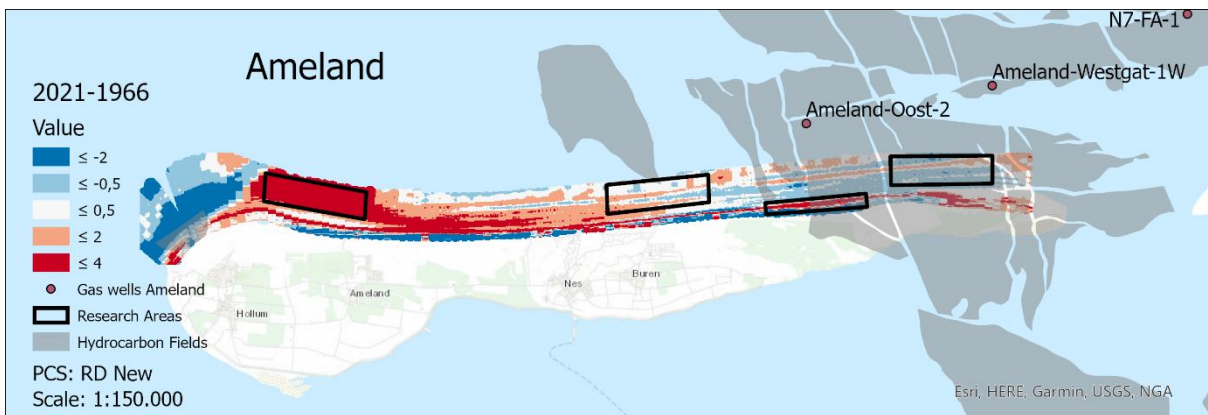 N7-FA-1
Ameland
Ameland-Westgat-1W
2021-1966
Ameland-Oost-2
Value
≤ -2
≤ -0,5
≤ 0,5
≤ 2
≤ 4
Gas wells Ameland
Research Areas
Hydrocarbon Fields
PCS: RD New
Scale: 1:150.000
Buren
Nes
Ameland
Hollum
Esri, HERE, Garmin, USGS, NGA